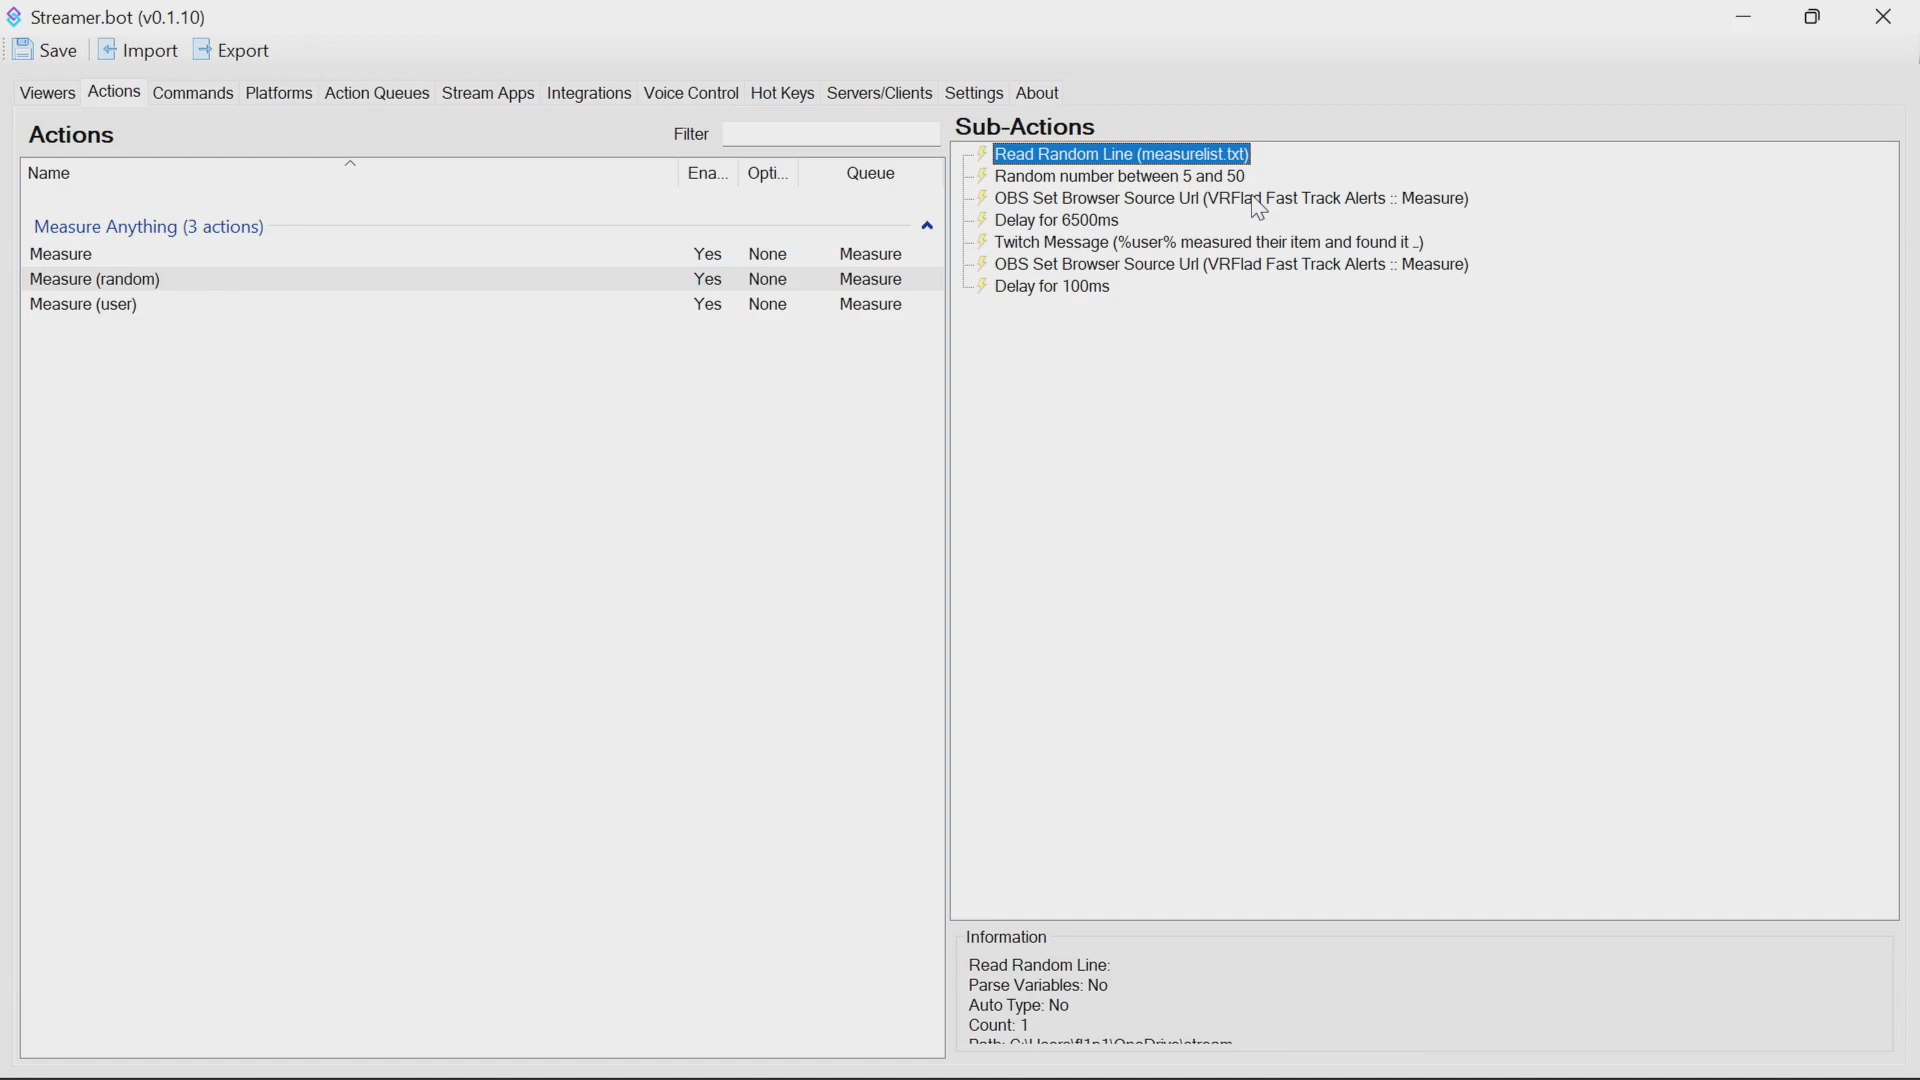 Streamer.bot (v0.1.10)
Save
Import
Export
Viewers
Actions
Commands
Platforms
Action Queues
Stream Apps
Integrations
Voice Control
Hot Keys
Servers/Clients
Settings
About
Actions
Filter
Name
Ena...
Opti...
Queue
Measure Anything (3 actions)
Measure Yes None Measure
Measure (random) Yes None Measure
Measure (user) Yes None Measure
Sub-Actions
Read Random Line (measurelist.txt)
Random number between 5 and 50
OBS Set Browser Source Url (VRFlad Fast Track Alerts :: Measure)
Delay for 6500ms
Twitch Message (%user% measured their item and found it ..)
OBS Set Browser Source Url (VRFlad Fast Track Alerts :: Measure)
Delay for 100ms
Information
Read Random Line:
Parse Variables: No
Auto Type: No
Count: 1